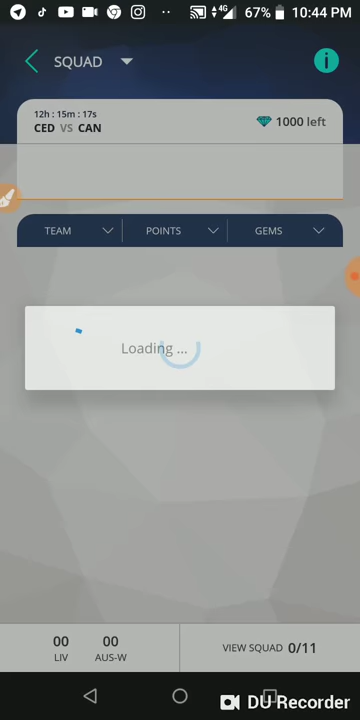 4G 67% 10:44 PM
SQUAD
12h : 15m : 17s
CED VS CAN
1000 left
TEAM POINTS GEMS
Loading ...
00 00
LIV AUS-W
VIEW SQUAD 0/11
DU Recorder